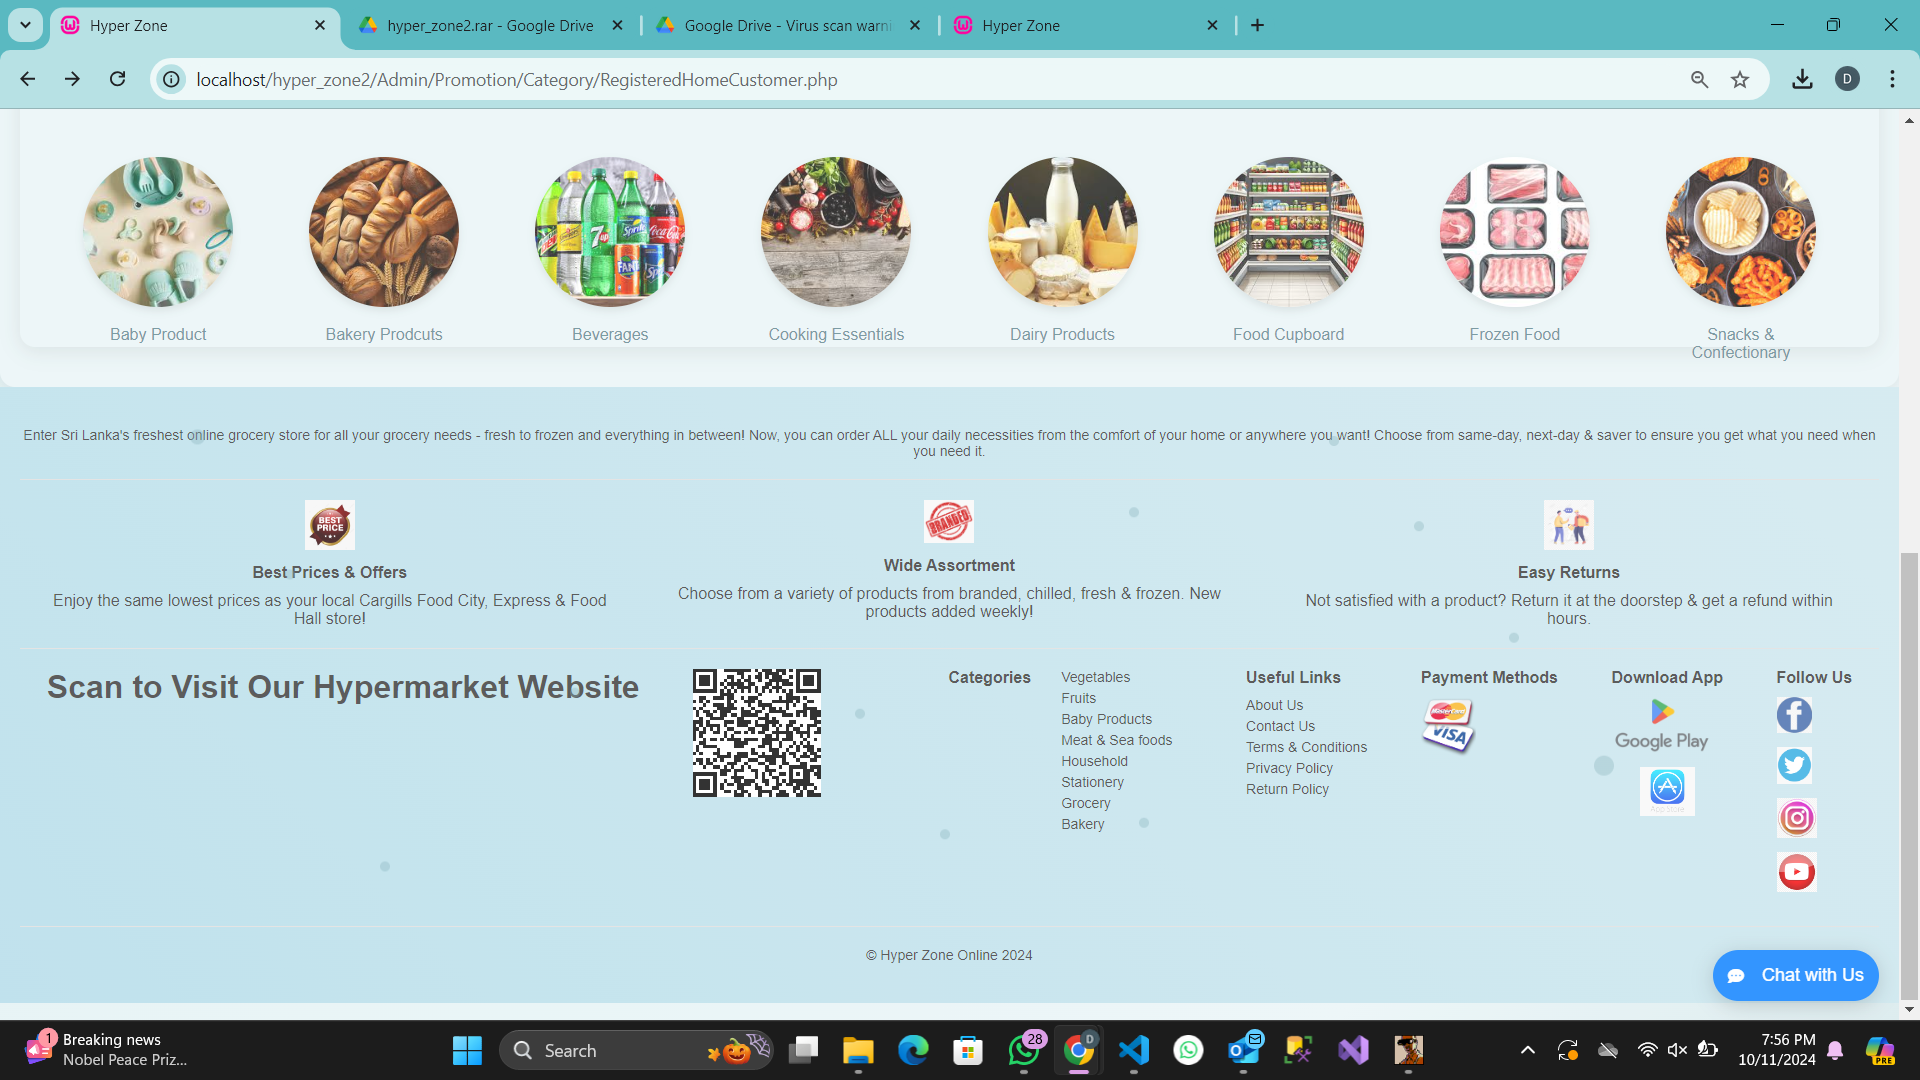 Hyper Zone
hyper_zone2.rar - Google Drive
Google Drive - Virus scan warni
Hyper Zone
localhost/hyper_zone2/Admin/Promotion/Category/RegisteredHomeCustomer.php
D
7up
Sprite
Coca-Cola
FANTA
Baby Product
Bakery Prodcuts
Beverages
Cooking Essentials
Dairy Products
Food Cupboard
Frozen Food
Snacks &
Confectionary
Enter Sri Lanka's freshest online grocery store for all your grocery needs - fresh to frozen and everything in between! Now, you can order ALL your daily necessities from the comfort of your home or anywhere you want! Choose from same-day, next-day & saver to ensure you get what you need when
you need it.
BEST
PRICE
BRANDED
Best Prices & Offers
Enjoy the same lowest prices as your local Cargills Food City, Express & Food
Hall store!
Wide Assortment
Choose from a variety of products from branded, chilled, fresh & frozen. New
products added weekly!
Easy Returns
Not satisfied with a product? Return it at the doorstep & get a refund within
hours.
Scan to Visit Our Hypermarket Website
Categories
Vegetables
Fruits
Baby Products
Meat & Sea foods
Household
Stationery
Grocery
Bakery
Useful Links
About Us
Contact Us
Terms & Conditions
Privacy Policy
Return Policy
Payment Methods
MasterCard
VISA
Download App
Google Play
App Store
Follow Us
© Hyper Zone Online 2024
Chat with Us
1
Breaking news
Nobel Peace Priz...
Search
28
D
7:56 PM
10/11/2024
PRE